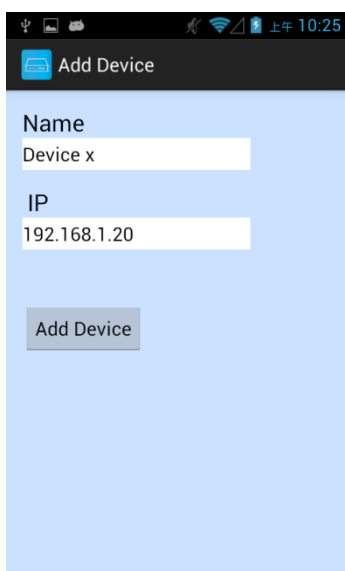 上午 10:25
Add Device
Name
Device x
IP
192.168.1.20
Add Device